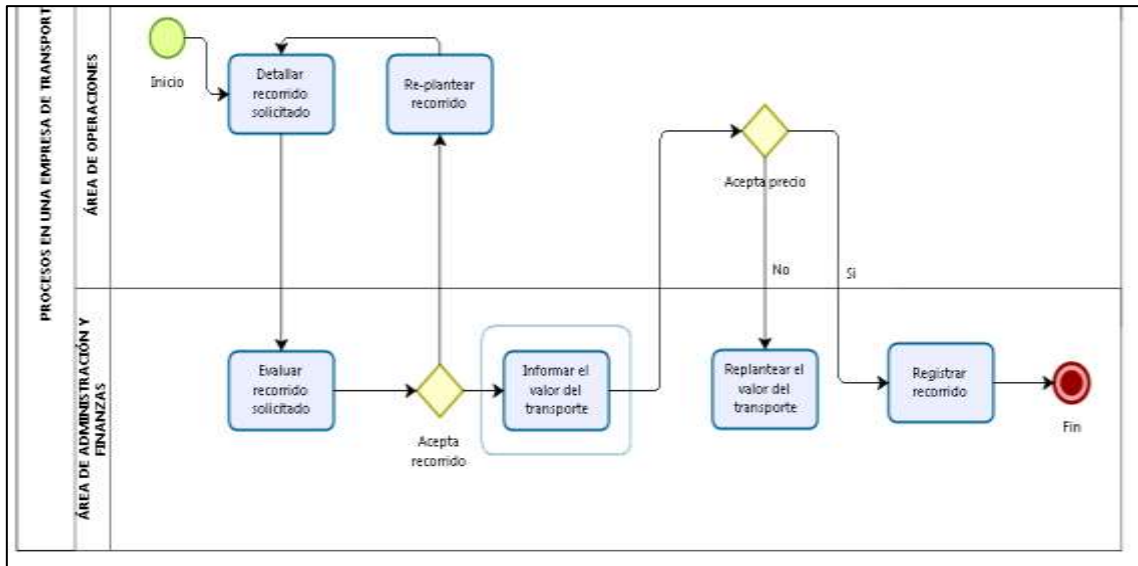 PROCESOS EN UNA EMPRESA DE TRANSPORT
ÁREA DE OPERACIONES
Inicio
Detallar
recorrido
solicitado
Re-plantear
recorrido
Acepta precio
No
Si
ÁREA DE ADMINISTRACIÓN Y
FINANZAS
Evaluar
recorrido
solicitado
Acepta
recorrido
Informar el
valor del
transporte
Replantear el
valor del
transporte
Registrar
recorrido
Fin